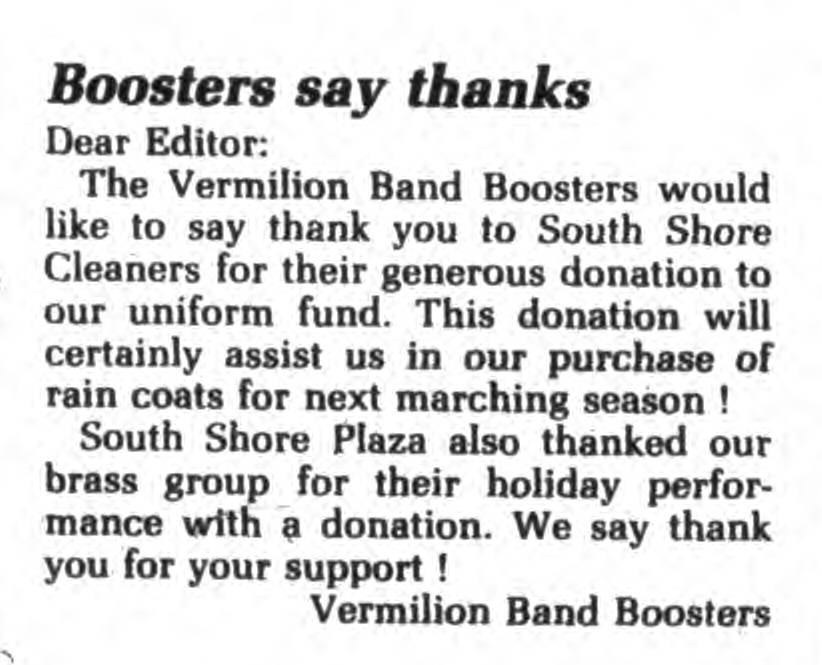 Boosters say thanks
Dear Editor:
The Vermilion Band Boosters would
like to say thank you to South Shore
Cleaners for their generous donation to
our uniform fund. This donation will
certainly assist us in our purchase of
rain coats for next marching season !
South Shore Plaza also thanked our
brass group for their holiday perfor-
mance with a donation. We say thank
you for your support !
Vermilion Band Boosters